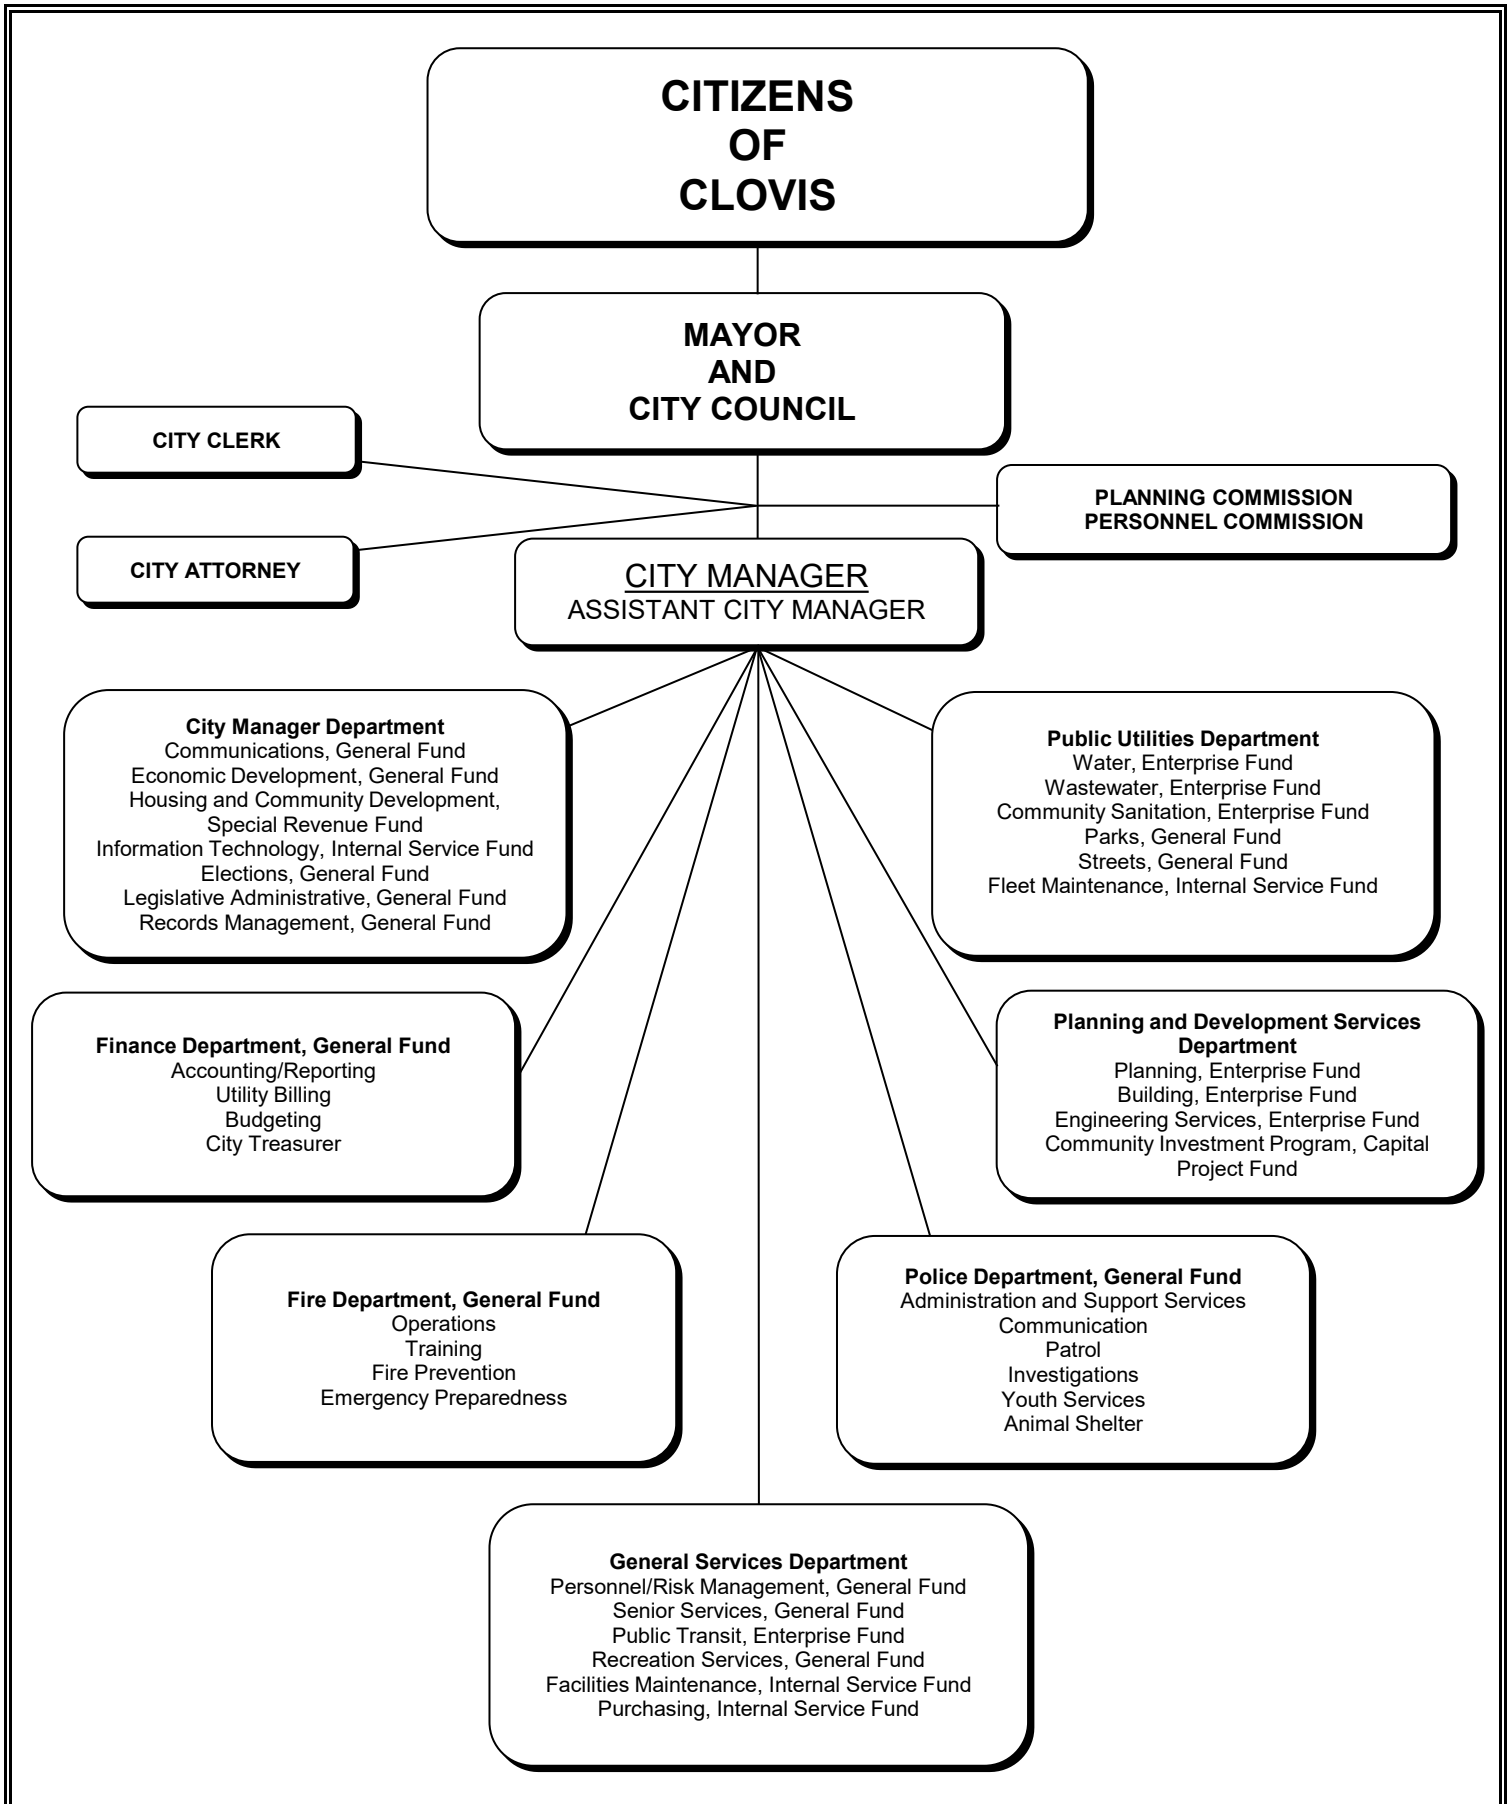 CITIZENS
OF
CLOVIS
MAYOR
AND
CITY COUNCIL
CITY CLERK
PLANNING COMMISSION
PERSONNEL COMMISSION
CITY ATTORNEY
CITY MANAGER
ASSISTANT CITY MANAGER
City Manager Department
Communications, General Fund
Economic Development, General Fund
Housing and Community Development,
Special Revenue Fund
Information Technology, Internal Service Fund
Elections, General Fund
Legislative Administrative, General Fund
Records Management, General Fund
Public Utilities Department
Water, Enterprise Fund
Wastewater, Enterprise Fund
Community Sanitation, Enterprise Fund
Parks, General Fund
Streets, General Fund
Fleet Maintenance, Internal Service Fund
Finance Department, General Fund
Accounting/Reporting
Utility Billing
Budgeting
City Treasurer
Planning and Development Services
Department
Planning, Enterprise Fund
Building, Enterprise Fund
Engineering Services, Enterprise Fund
Community Investment Program, Capital
Project Fund
Fire Department, General Fund
Operations
Training
Fire Prevention
Emergency Preparedness
Police Department, General Fund
Administration and Support Services
Communication
Patrol
Investigations
Youth Services
Animal Shelter
General Services Department
Personnel/Risk Management, General Fund
Senior Services, General Fund
Public Transit, Enterprise Fund
Recreation Services, General Fund
Facilities Maintenance, Internal Service Fund
Purchasing, Internal Service Fund